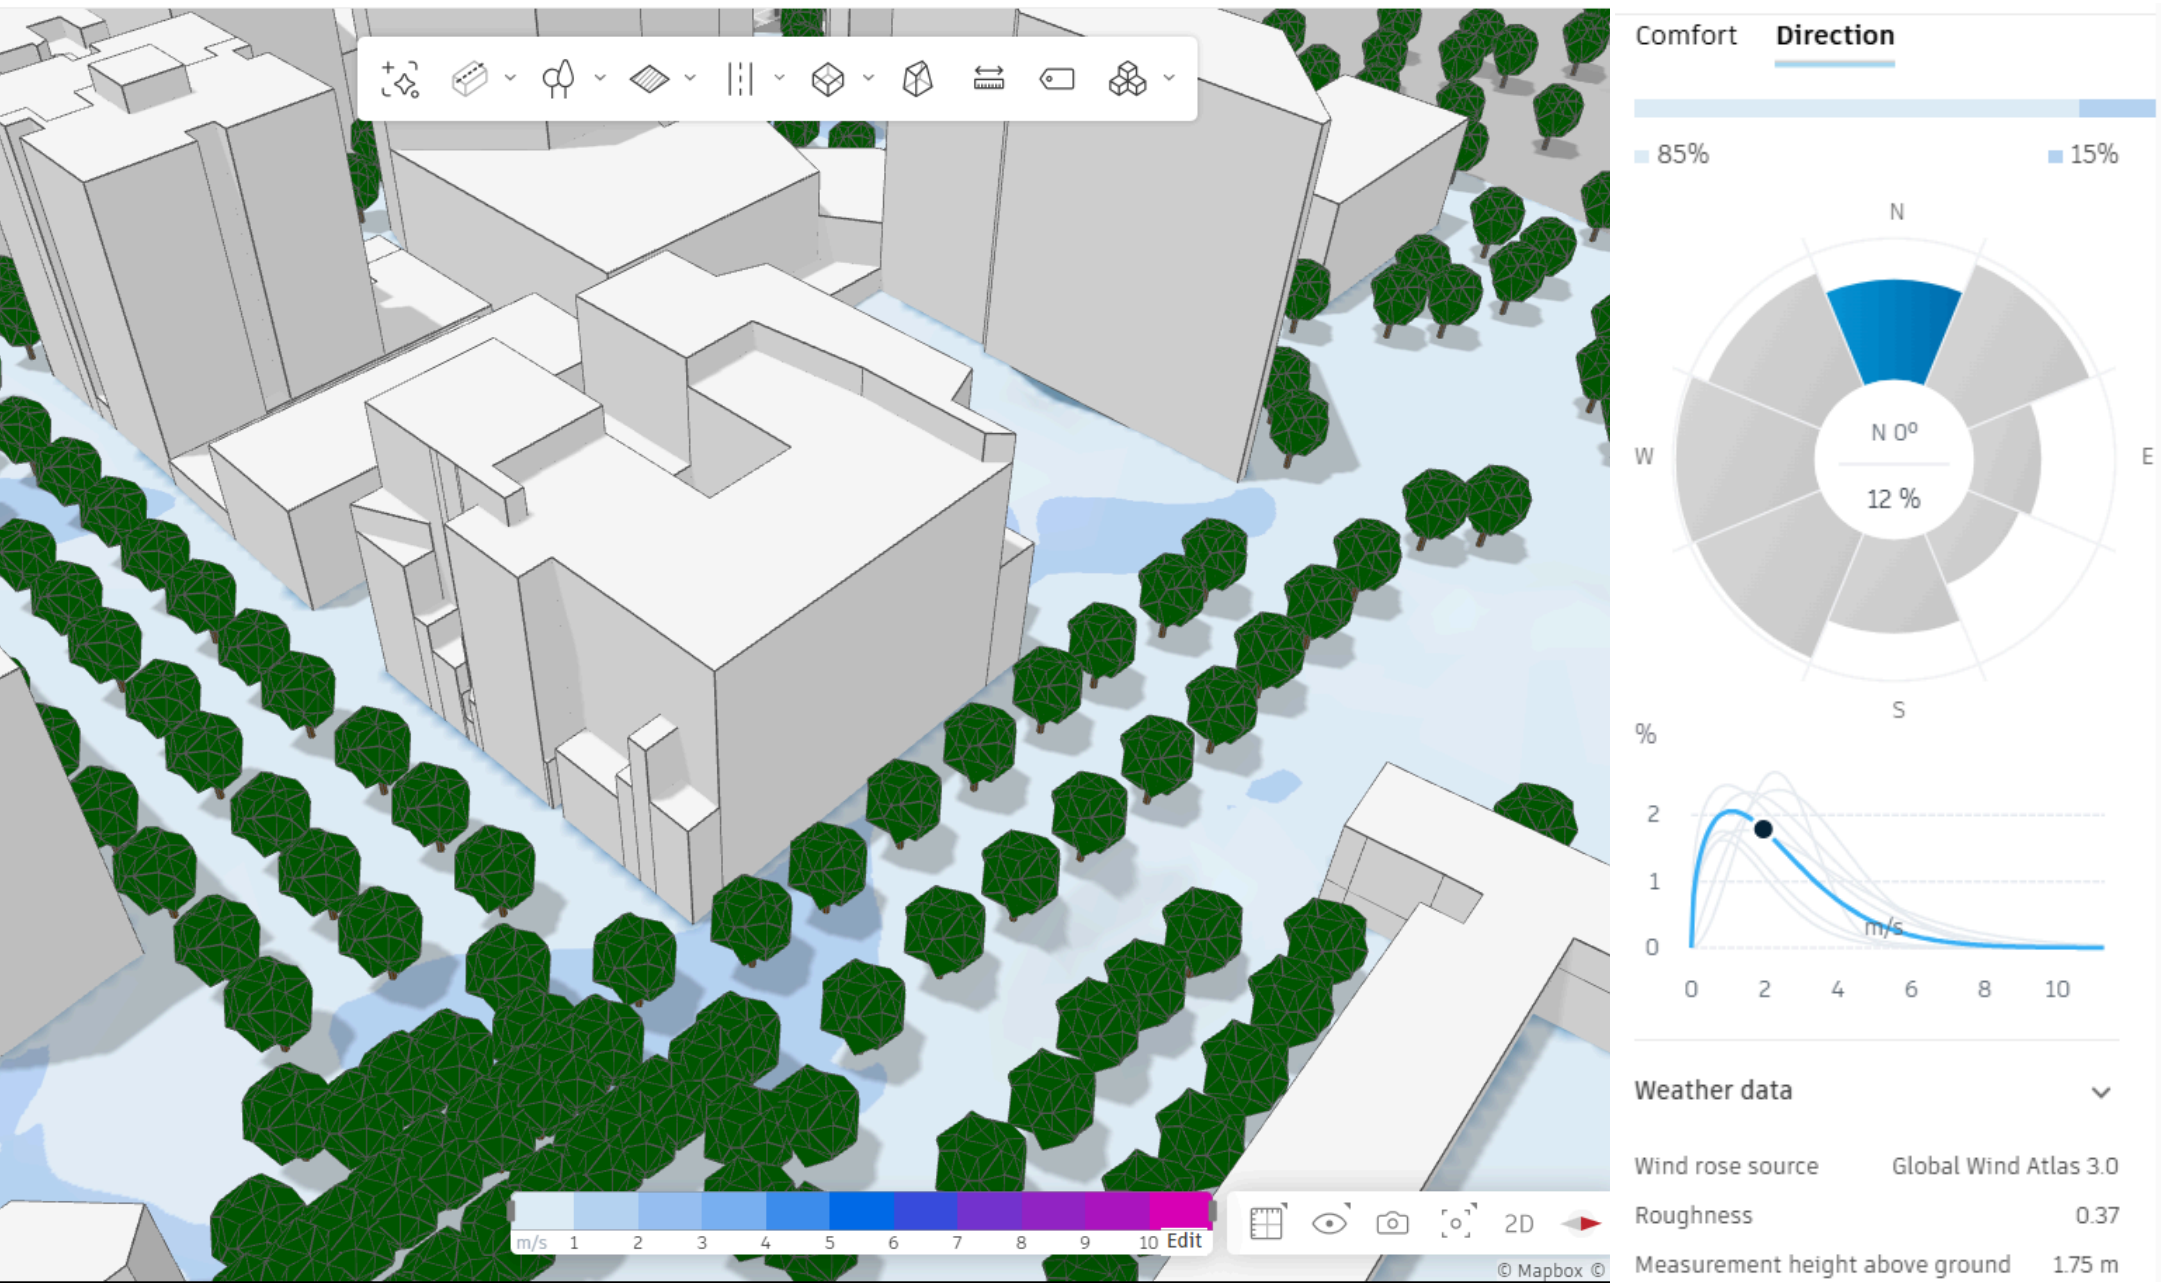 Comfort Direction
85% 15%
N
W E
N 0º
12 %
S
%
2
1
0
m/s
0 2 4 6 8 10
Weather data
Wind rose source Global Wind Atlas 3.0
Roughness 0.37
Measurement height above ground 1.75 m
m/s 1 2 3 4 5 6 7 8 9 10 Edit
2D
© Mapbox ©